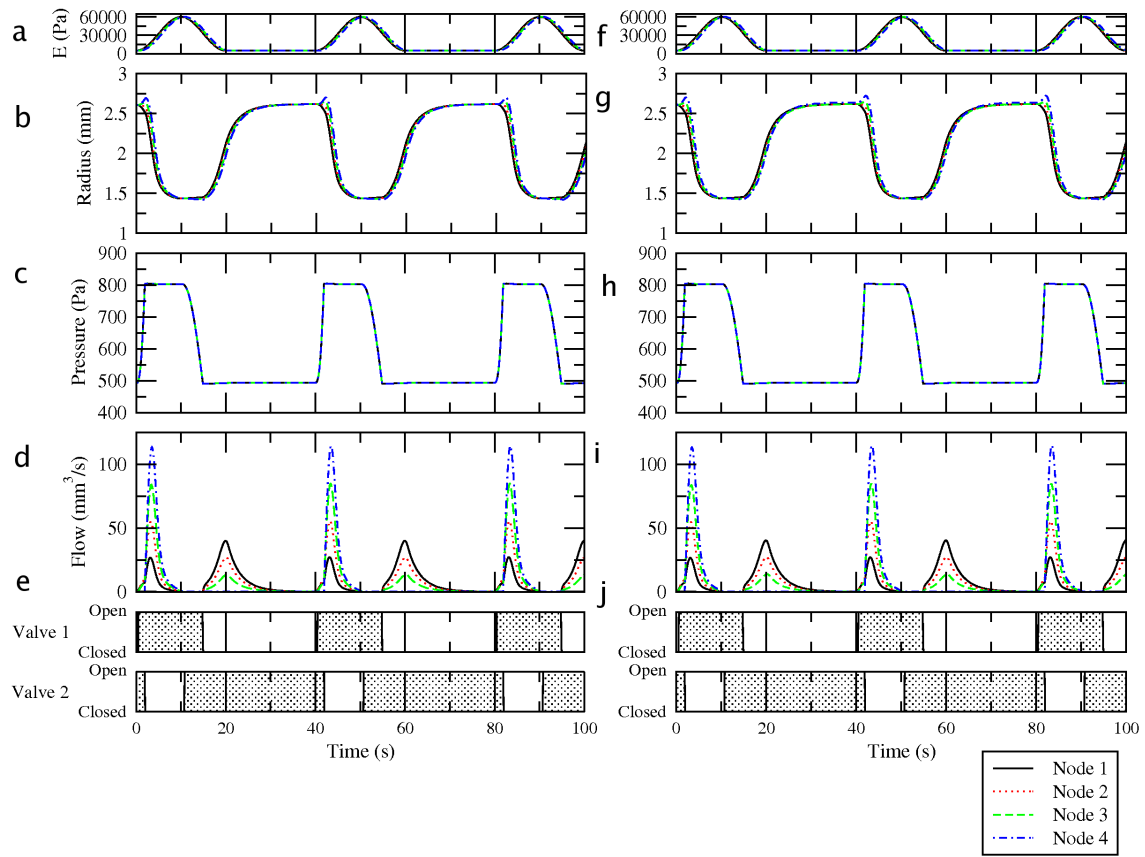 a
E (Pa)
60000
30000
0
b
Radius (mm)
3
2.5
2
1.5
1
c
Pressure (Pa)
900
800
700
600
500
400
d
Flow (mm³/s)
100
50
0
e
Valve 1
Open
Closed
Valve 2
Open
Closed
0 20 40 60 80 100
Time (s)
f
60000
30000
0
g
3
2.5
2
1.5
1
h
900
800
700
600
500
400
i
100
50
0
j
Open
Closed
Open
Closed
0 20 40 60 80 100
Time (s)
Node 1
Node 2
Node 3
Node 4